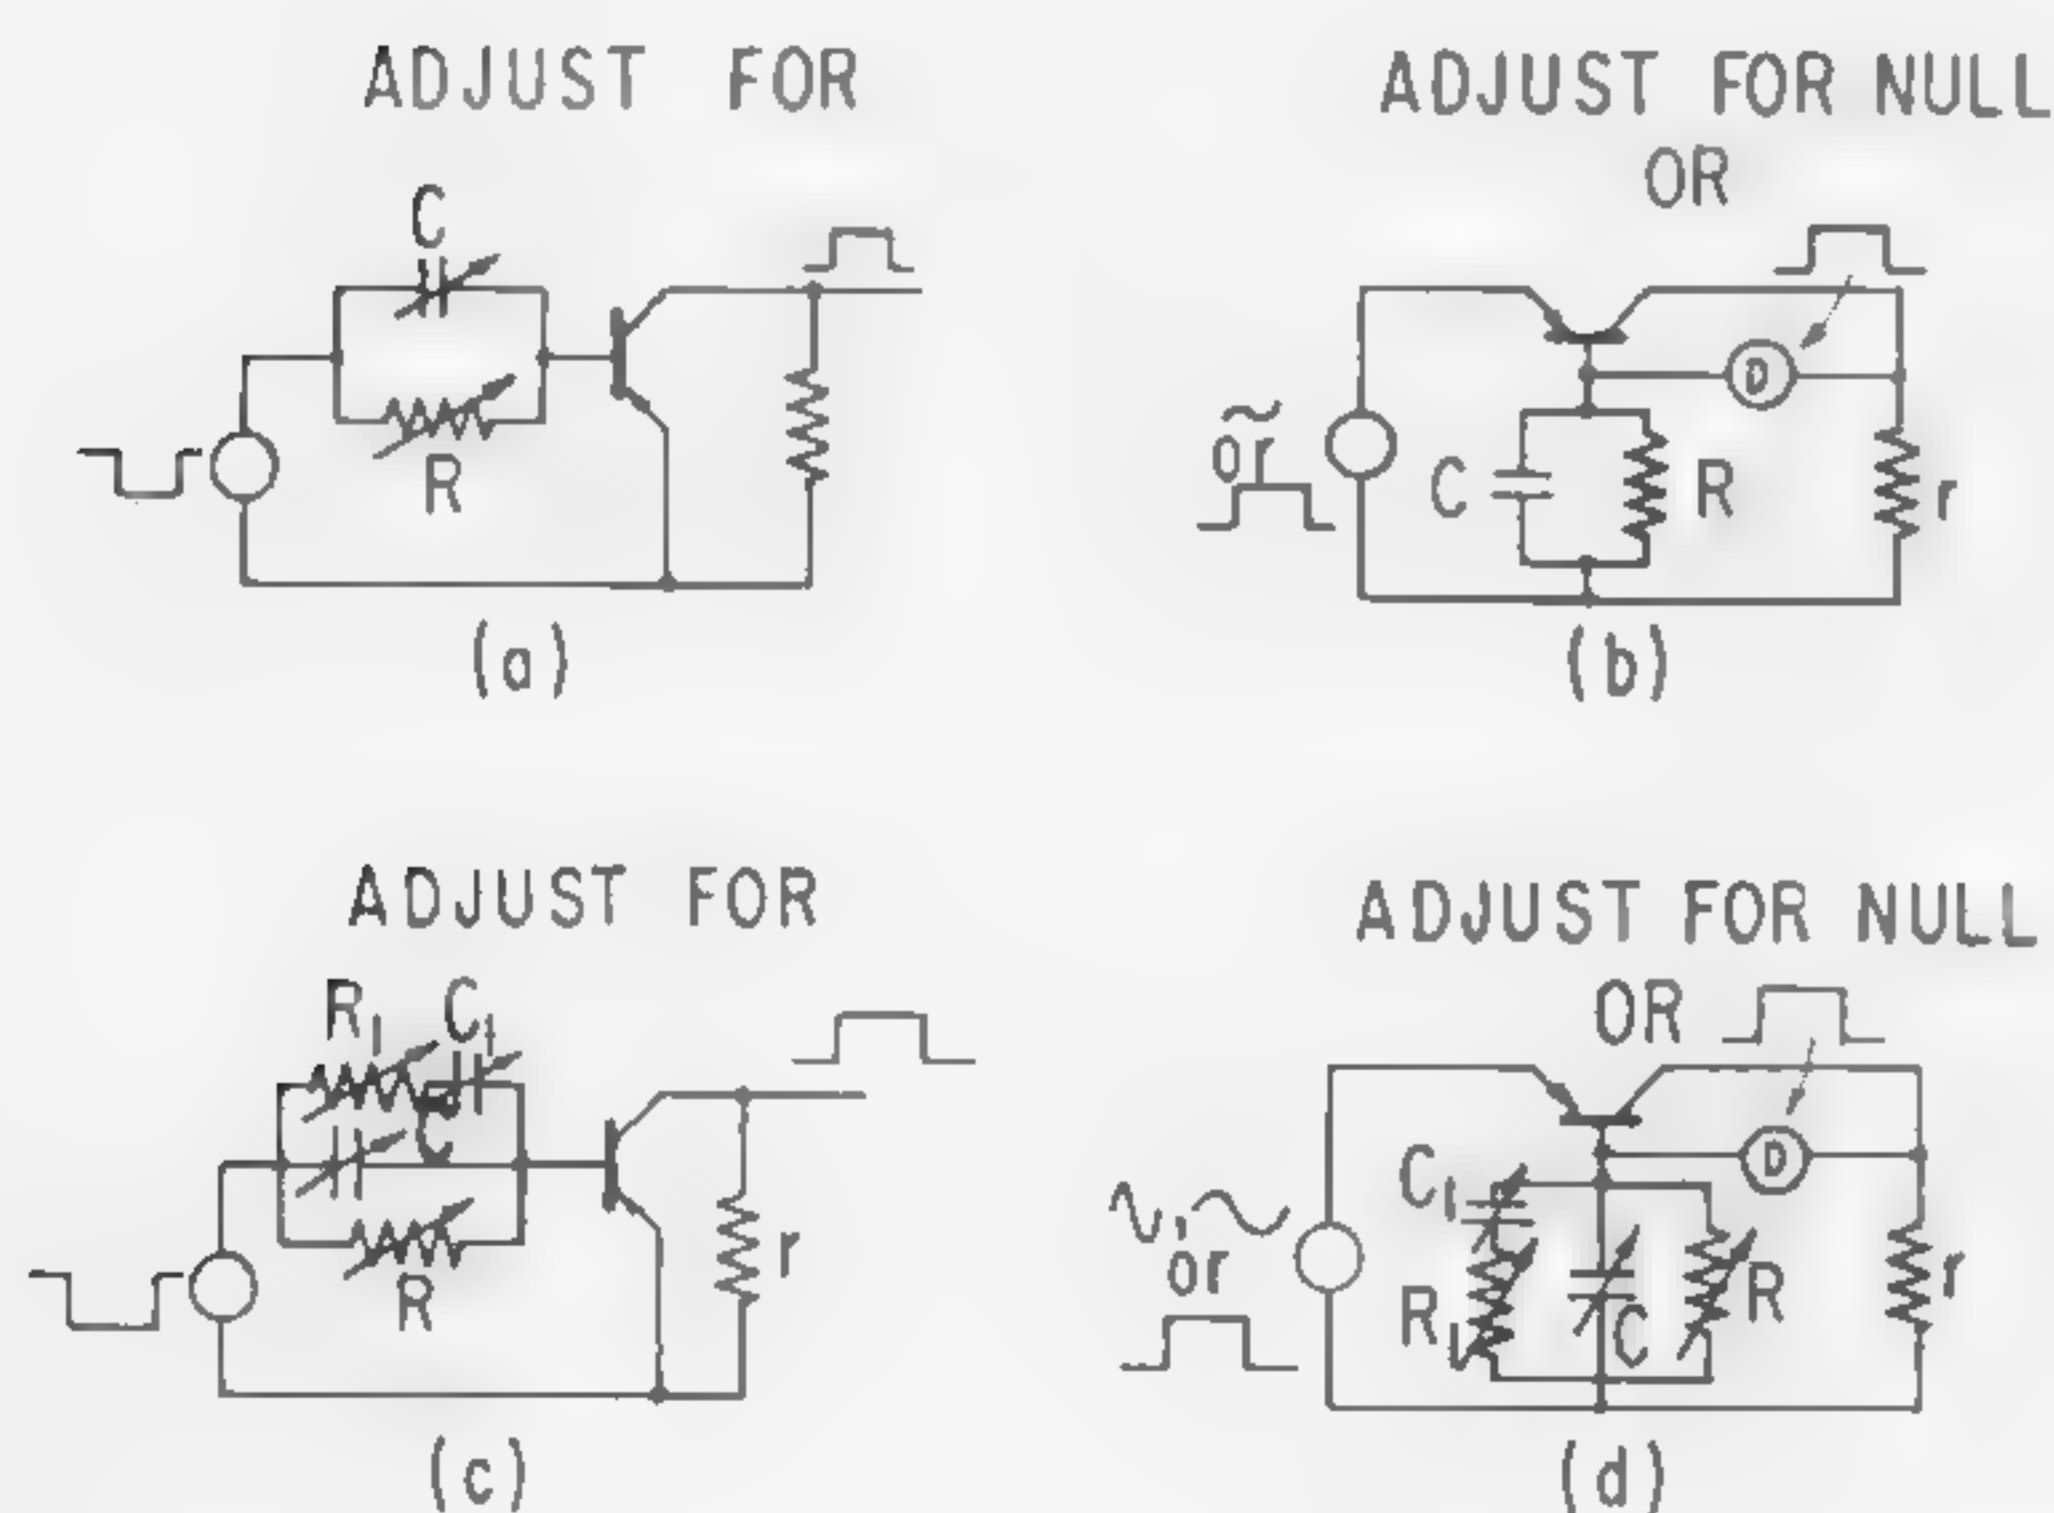 ADJUST FOR
C
R
(a)
ADJUST FOR NULL
OR
D
or
C
R
r
(b)
ADJUST FOR
R1 C1
C
R
r
(c)
ADJUST FOR NULL
OR
D
C1
, or
R1
C
R
r
(d)